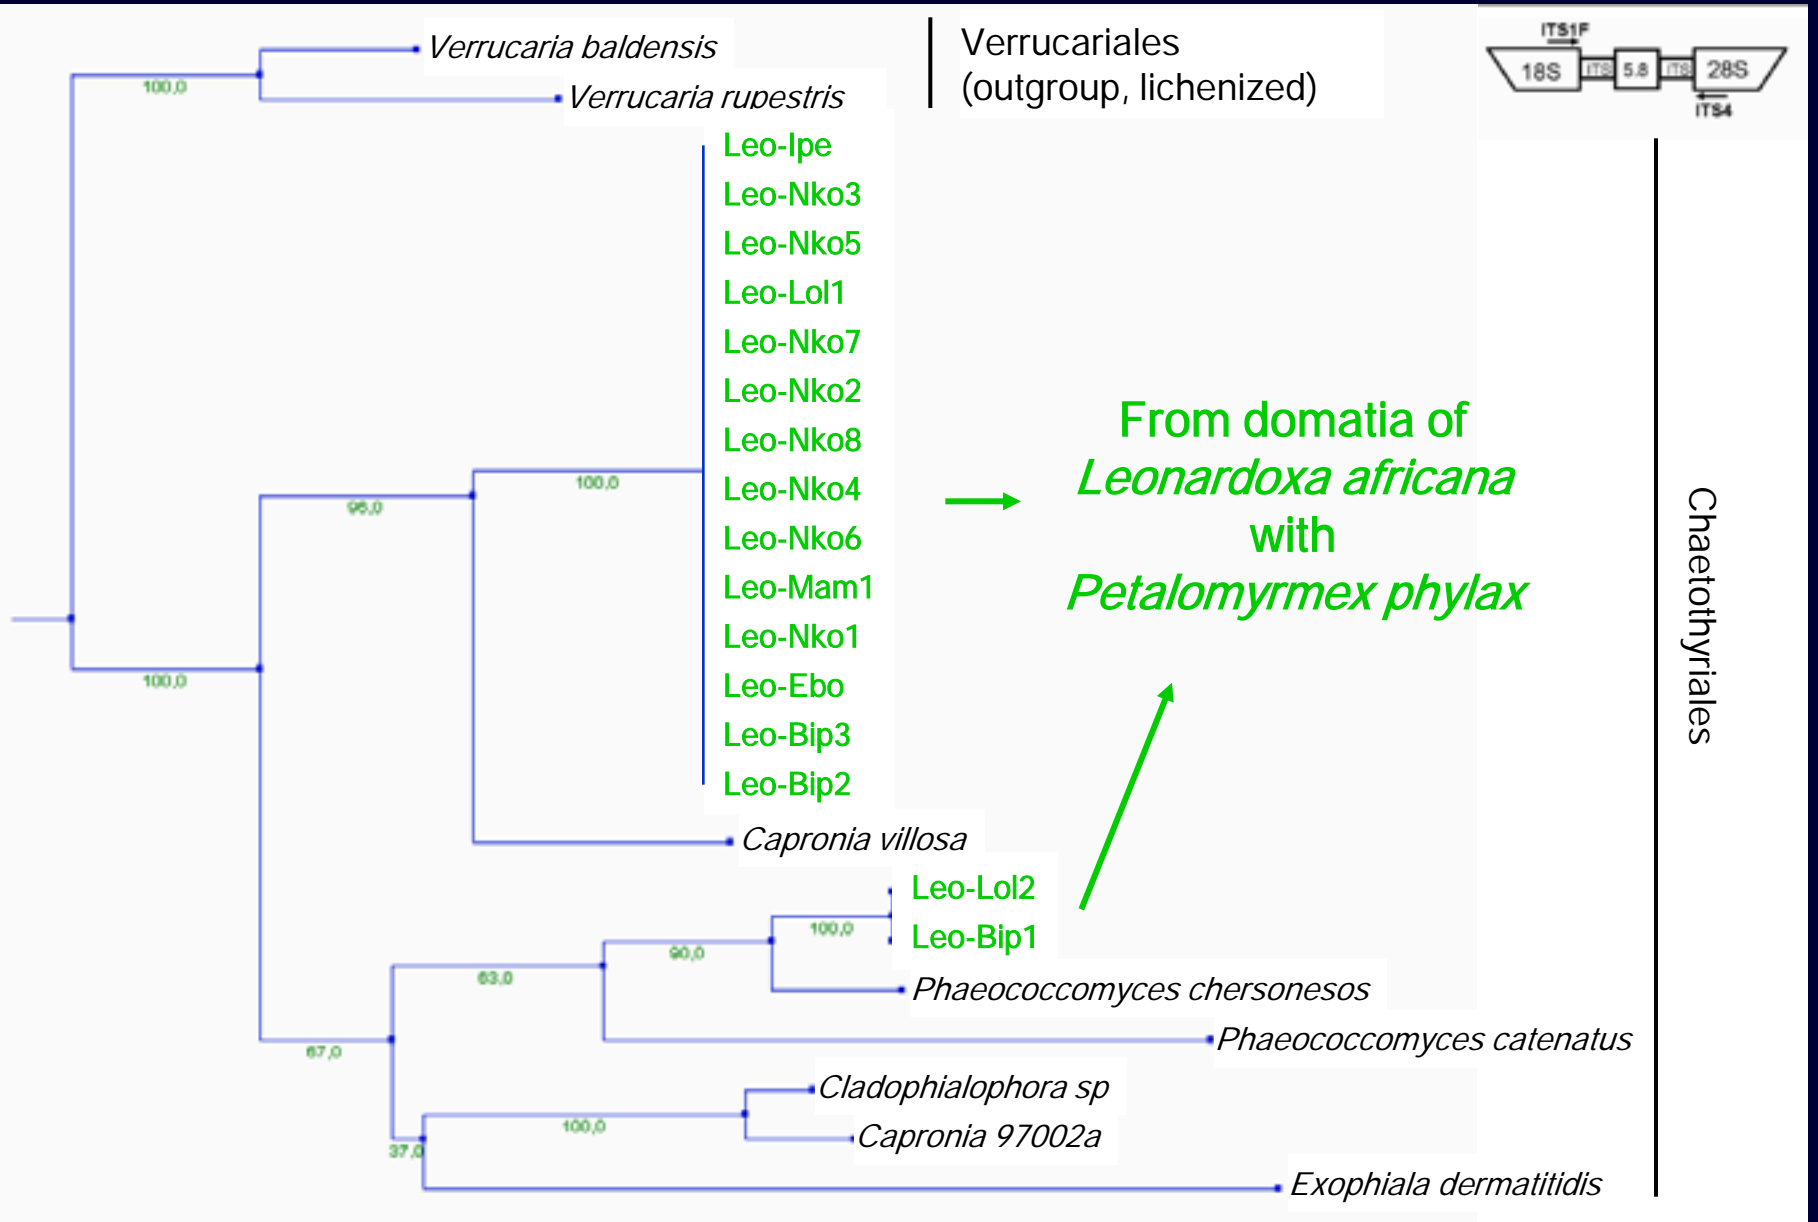 Verrucaria baldensis
Verrucaria rupestris
100,0
Verrucariales
(outgroup, lichenized)
ITS1F
18S ITS 5.8 ITS 28S
ITS4
Leo-Ipe
Leo-Nko3
Leo-Nko5
Leo-Lol1
Leo-Nko7
Leo-Nko2
Leo-Nko8
Leo-Nko4
Leo-Nko6
Leo-Mam1
Leo-Nko1
Leo-Ebo
Leo-Bip3
Leo-Bip2
100,0
From domatia of
Leonardoxa africana
with
Petalomyrmex phylax
Chaetothyriales
100,0
Capronia villosa
Leo-Lol2
Leo-Bip1
100,0
90,0
Phaeococcomyces chersonesos
63,0
Phaeococcomyces catenatus
67,0
Cladophialophora sp
Capronia 97002a
100,0
37,0
Exophiala dermatitidis